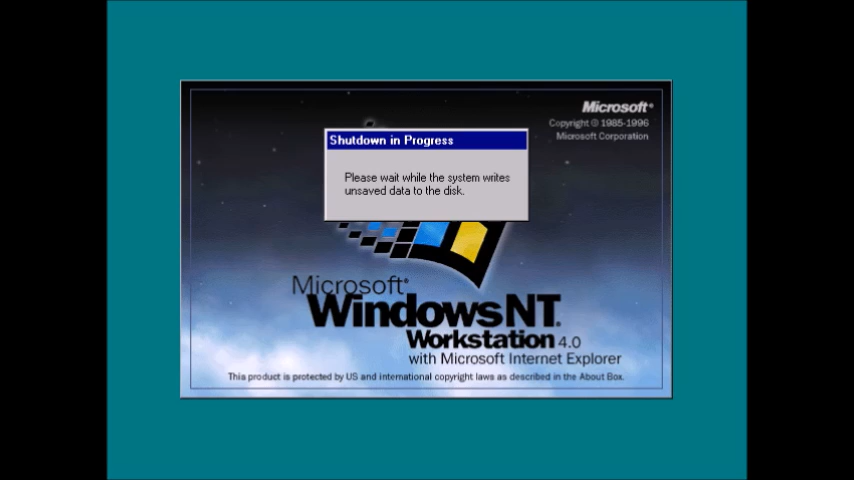 Microsoft®
Copyright © 1985-1996
Microsoft Corporation
Shutdown in Progress
Please wait while the system writes
unsaved data to the disk.
Microsoft®
Windows NT®
Workstation 4.0
with Microsoft Internet Explorer
This product is protected by US and international copyright laws as described in the About Box.